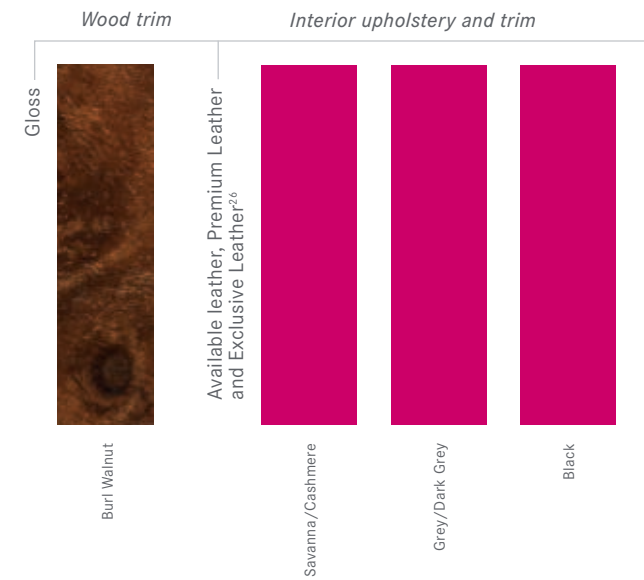 Wood trim
Interior upholstery and trim
Gloss
Available leather, Premium Leather
and Exclusive Leather26
Burl Walnut
Savanna/Cashmere
Grey/Dark Grey
Black